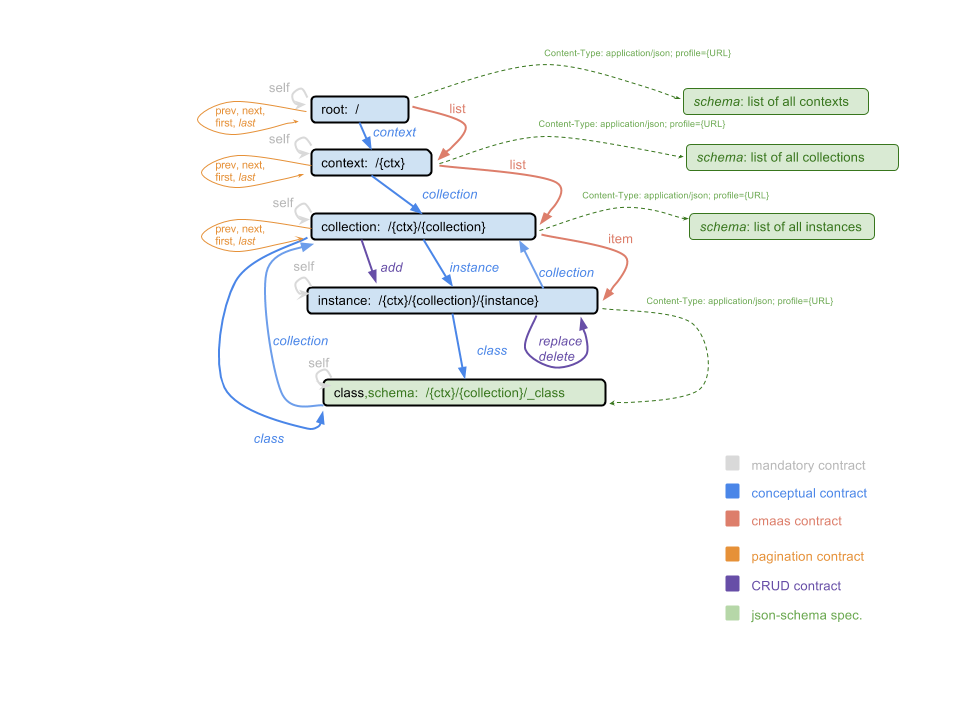 Content-Type: application/json; profile={URL}
self
root:  /
list
schema: list of all contexts
prev, next,
first, last
context
Content-Type: application/json; profile={URL}
self
context:  /{ctx}
list
schema: list of all collections
prev, next,
first, last
collection
Content-Type: application/json; profile={URL}
self
collection:  /{ctx}/{collection}
schema: list of all instances
prev, next,
first, last
item
add
instance
collection
self
instance:  /{ctx}/{collection}/{instance}
Content-Type: application/json; profile={URL}
collection
class
replace
delete
self
class,schema:  /{ctx}/{collection}/_class
class
mandatory contract
conceptual contract
cmaas contract
pagination contract
CRUD contract
json-schema spec.